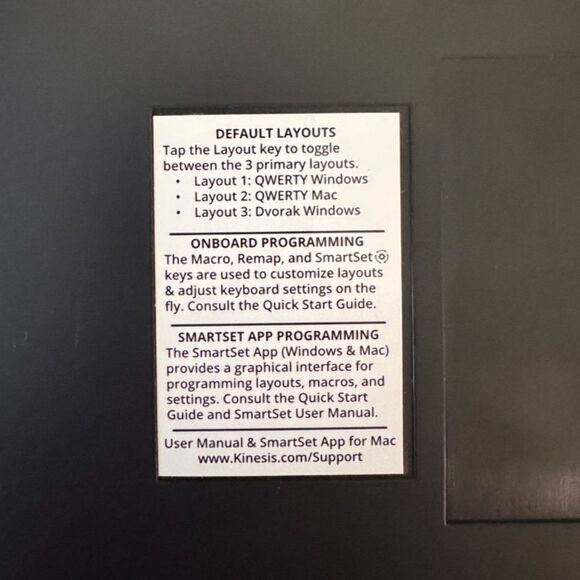 DEFAULT LAYOUTS
Tap the Layout key to toggle
between the 3 primary layouts.
• Layout 1: QWERTY Windows
• Layout 2: QWERTY Mac
• Layout 3: Dvorak Windows
ONBOARD PROGRAMMING
The Macro, Remap, and SmartSet
keys are used to customize layouts
& adjust keyboard settings on the
fly. Consult the Quick Start Guide.
SMARTSET APP PROGRAMMING
The SmartSet App (Windows & Mac)
provides a graphical interface for
programming layouts, macros, and
settings. Consult the Quick Start
Guide and SmartSet User Manual.
User Manual & SmartSet App for Mac
www.Kinesis.com/Support